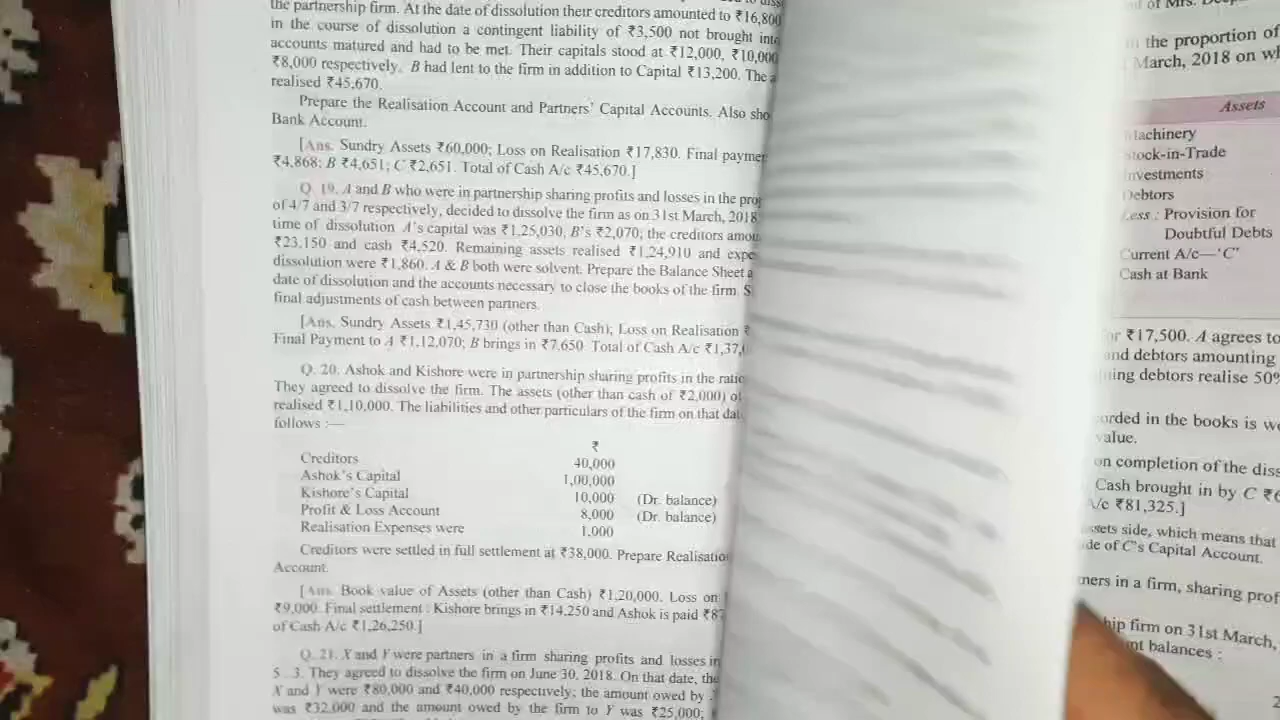 the partnership firm. At the date of dissolution their creditors amounted to ₹16,800
in the course of dissolution a contingent liability of ₹3,500 not brought into
accounts matured and had to be met. Their capitals stood at ₹12,000, ₹10,000
₹8,000 respectively. B had lent to the firm in addition to Capital ₹13,200. The a
realised ₹45,670.
Prepare the Realisation Account and Partners' Capital Accounts. Also sho
Bank Account.
[Ans. Sundry Assets ₹60,000; Loss on Realisation ₹17,830. Final paymen
₹4,868; B ₹4,651; C ₹2,651. Total of Cash A/c ₹45,670.]
Q. 19. A and B who were in partnership sharing profits and losses in the prop
of 4/7 and 3/7 respectively, decided to dissolve the firm as on 31st March, 2018
time of dissolution A's capital was ₹1,25,030, B's ₹2,070; the creditors amou
₹23,150 and cash ₹4,520. Remaining assets realised ₹1,24,910 and expe
dissolution were ₹1,860. A & B both were solvent. Prepare the Balance Sheet a
date of dissolution and the accounts necessary to close the books of the firm. S
final adjustments of cash between partners.
[Ans. Sundry Assets ₹1,45,730 (other than Cash); Loss on Realisation ₹
Final Payment to A ₹1,12,070; B brings in ₹7,650 Total of Cash A/c ₹1,37,
Q. 20. Ashok and Kishore were in partnership sharing profits in the ratio
They agreed to dissolve the firm. The assets (other than cash of ₹2,000) of
realised ₹1,10,000. The liabilities and other particulars of the firm on that dat
follows :—
₹
Creditors 40,000
Ashok's Capital 1,00,000
Kishore's Capital 10,000 (Dr. balance)
Profit & Loss Account 8,000 (Dr. balance)
Realisation Expenses were 1,000
Creditors were settled in full settlement at ₹38,000. Prepare Realisatio
Account.
[Ans. Book value of Assets (other than Cash) ₹1,20,000. Loss on
₹9,000. Final settlement : Kishore brings in ₹14,250 and Ashok is paid ₹87
of Cash A/c ₹1,26,250.]
Q. 21. X and Y were partners in a firm sharing profits and losses in
5 : 3. They agreed to dissolve the firm on June 30, 2018. On that date, the
X and Y were ₹80,000 and ₹40,000 respectively; the amount owed by
was ₹32,000 and the amount owed by the firm to Y was ₹25,000;
of Mrs.
the proportion of
March, 2018 on wh
Assets
Machinery
Stock-in-Trade
Investments
Debtors
Less : Provision for
Doubtful Debts
Current A/c—'C'
Cash at Bank
or ₹17,500. A agrees to
and debtors amounting
ning debtors realise 50%
orded in the books is we
value.
on completion of the diss
Cash brought in by C ₹6
A/c ₹81,325.]
ssets side, which means that
de of C's Capital Account.
ners in a firm, sharing prof
hip firm on 31st March,
nt balances :